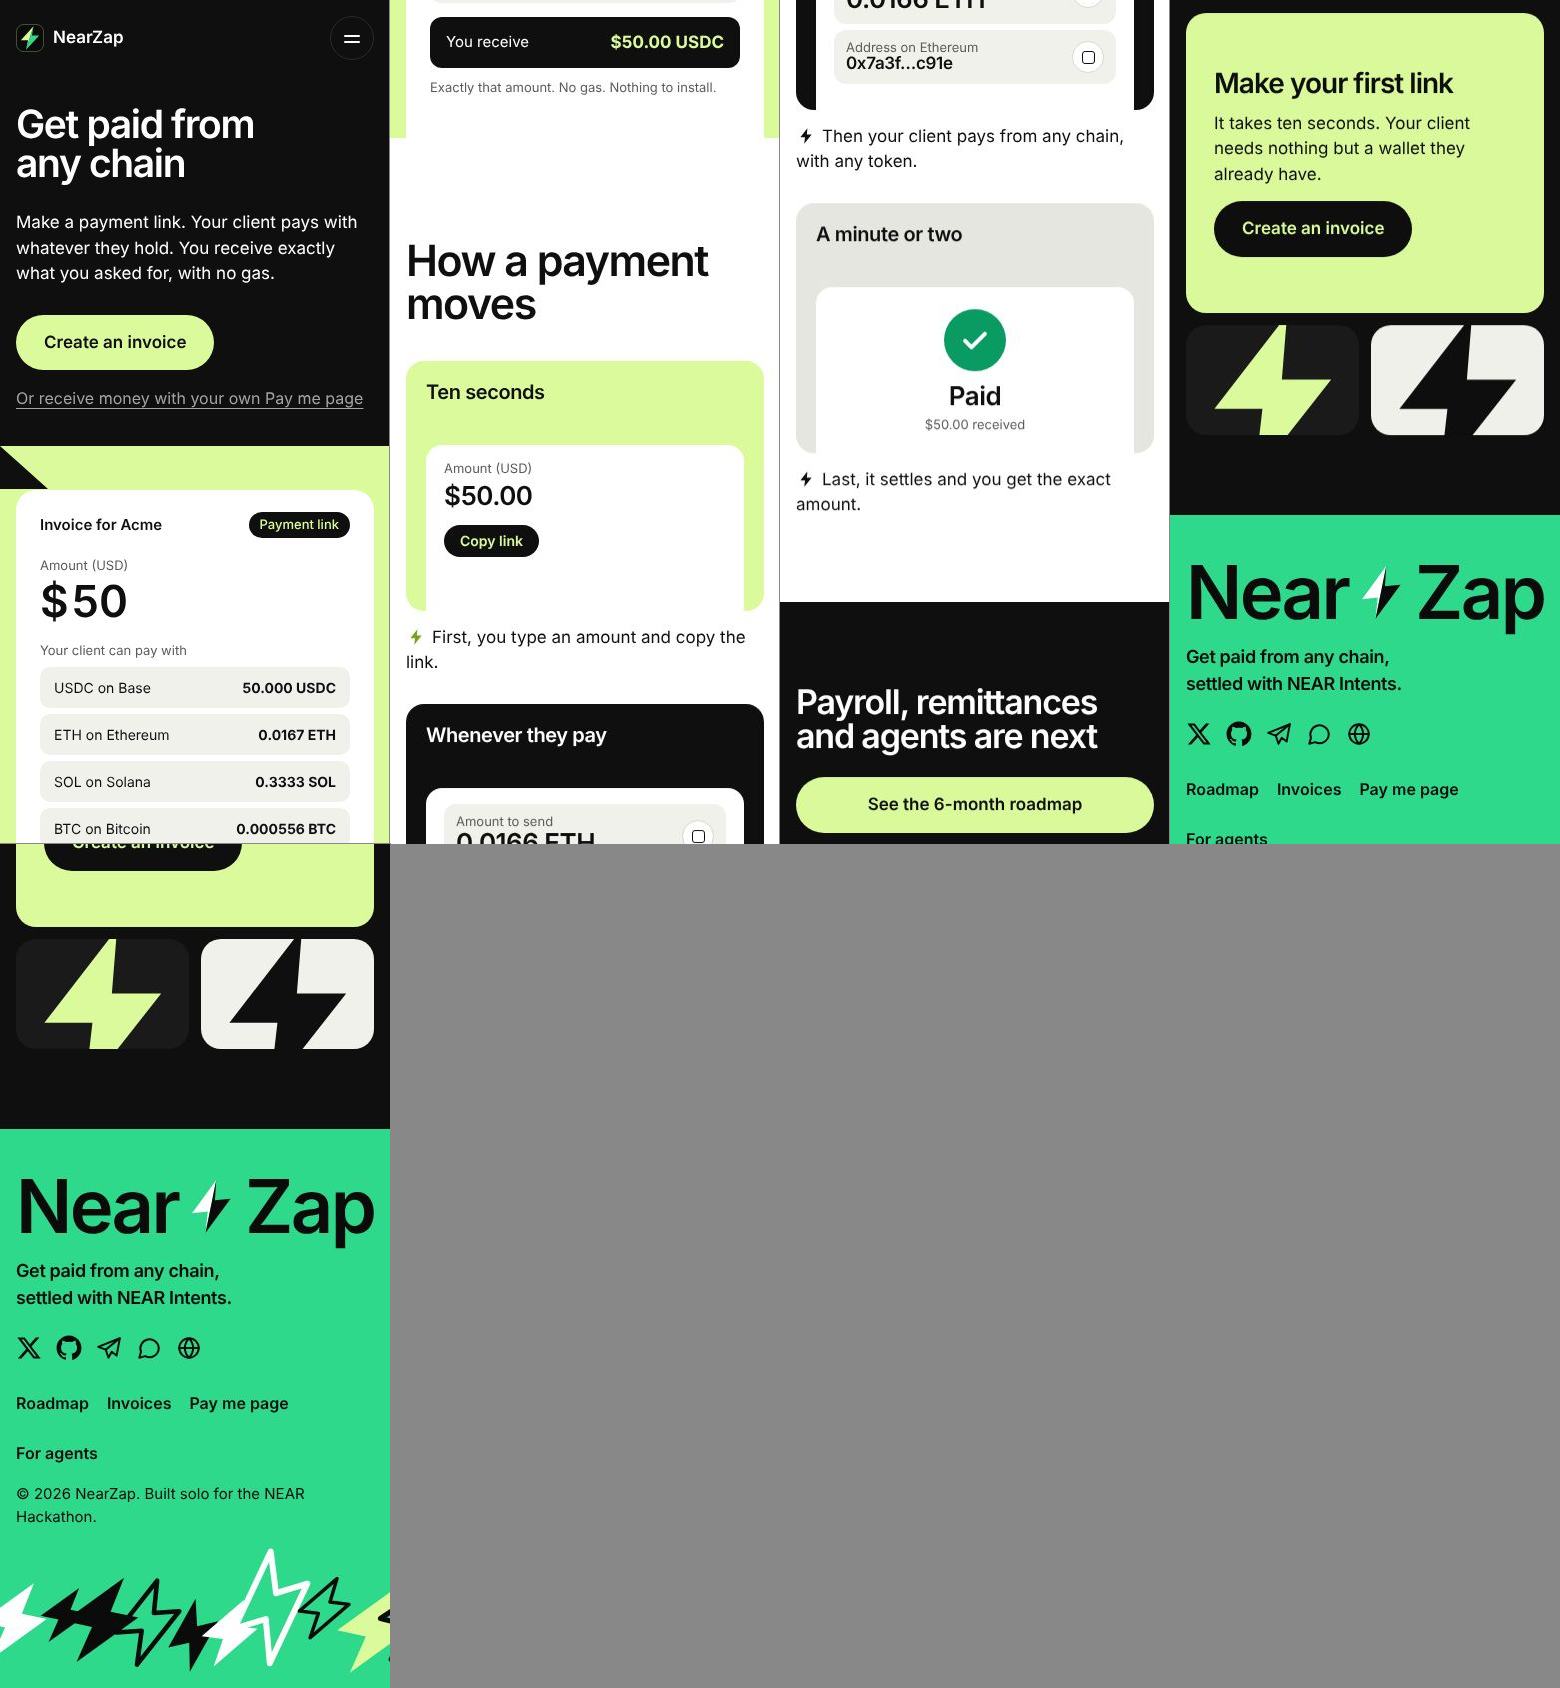 NearZap
Get paid from
any chain
Make a payment link. Your client pays with
whatever they hold. You receive exactly
what you asked for, with no gas.
Create an invoice
Or receive money with your own Pay me page
Invoice for Acme
Payment link
Amount (USD)
$50
Your client can pay with
USDC on Base
50.000 USDC
ETH on Ethereum
0.0167 ETH
SOL on Solana
0.3333 SOL
BTC on Bitcoin
0.000556 BTC
You receive
$50.00 USDC
Exactly that amount. No gas. Nothing to install.
How a payment
moves
Ten seconds
Amount (USD)
$50.00
Copy link
First, you type an amount and copy the
link.
Whenever they pay
Amount to send
0.0166 ETH
0.0166 ETH
Address on Ethereum
0x7a3f...c91e
Then your client pays from any chain,
with any token.
A minute or two
Paid
$50.00 received
Last, it settles and you get the exact
amount.
Payroll, remittances
and agents are next
See the 6-month roadmap
Make your first link
It takes ten seconds. Your client
needs nothing but a wallet they
already have.
Create an invoice
Near Zap
Get paid from any chain,
settled with NEAR Intents.
Roadmap
Invoices
Pay me page
For agents
Create an invoice
Near Zap
Get paid from any chain,
settled with NEAR Intents.
Roadmap
Invoices
Pay me page
For agents
© 2026 NearZap. Built solo for the NEAR
Hackathon.